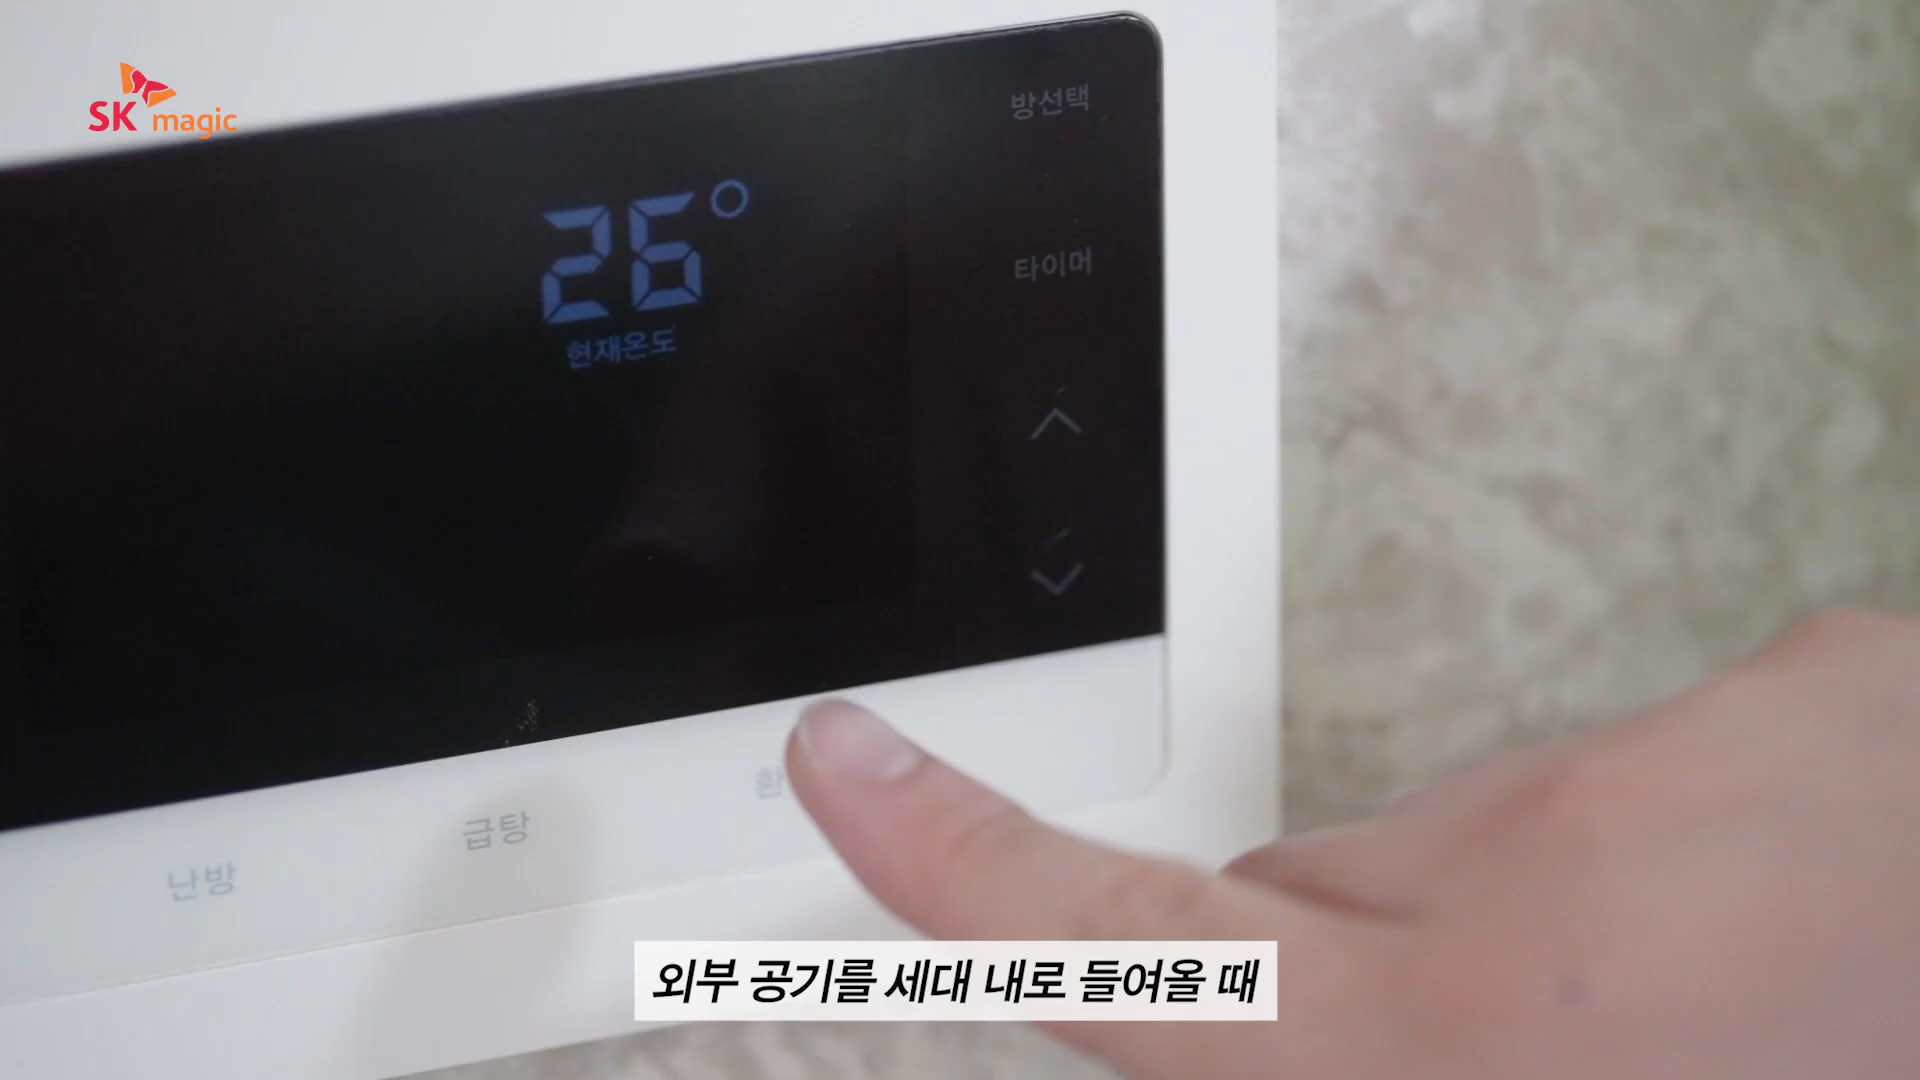 SK magic
방선택
26°
현재온도
타이머
난방
급탕
외부 공기를 세대 내로 들여올 때